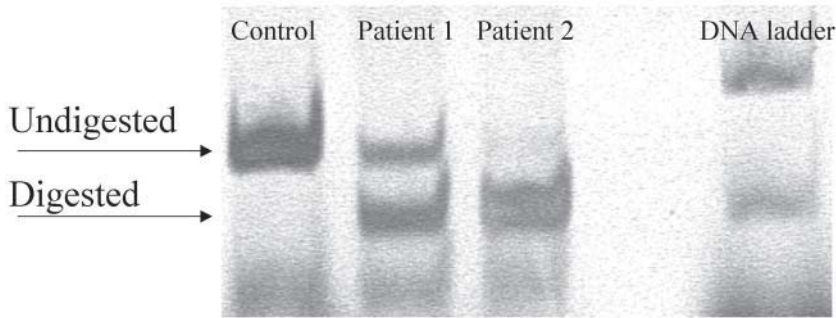 Control Patient 1 Patient 2 DNA ladder
Undigested
Digested